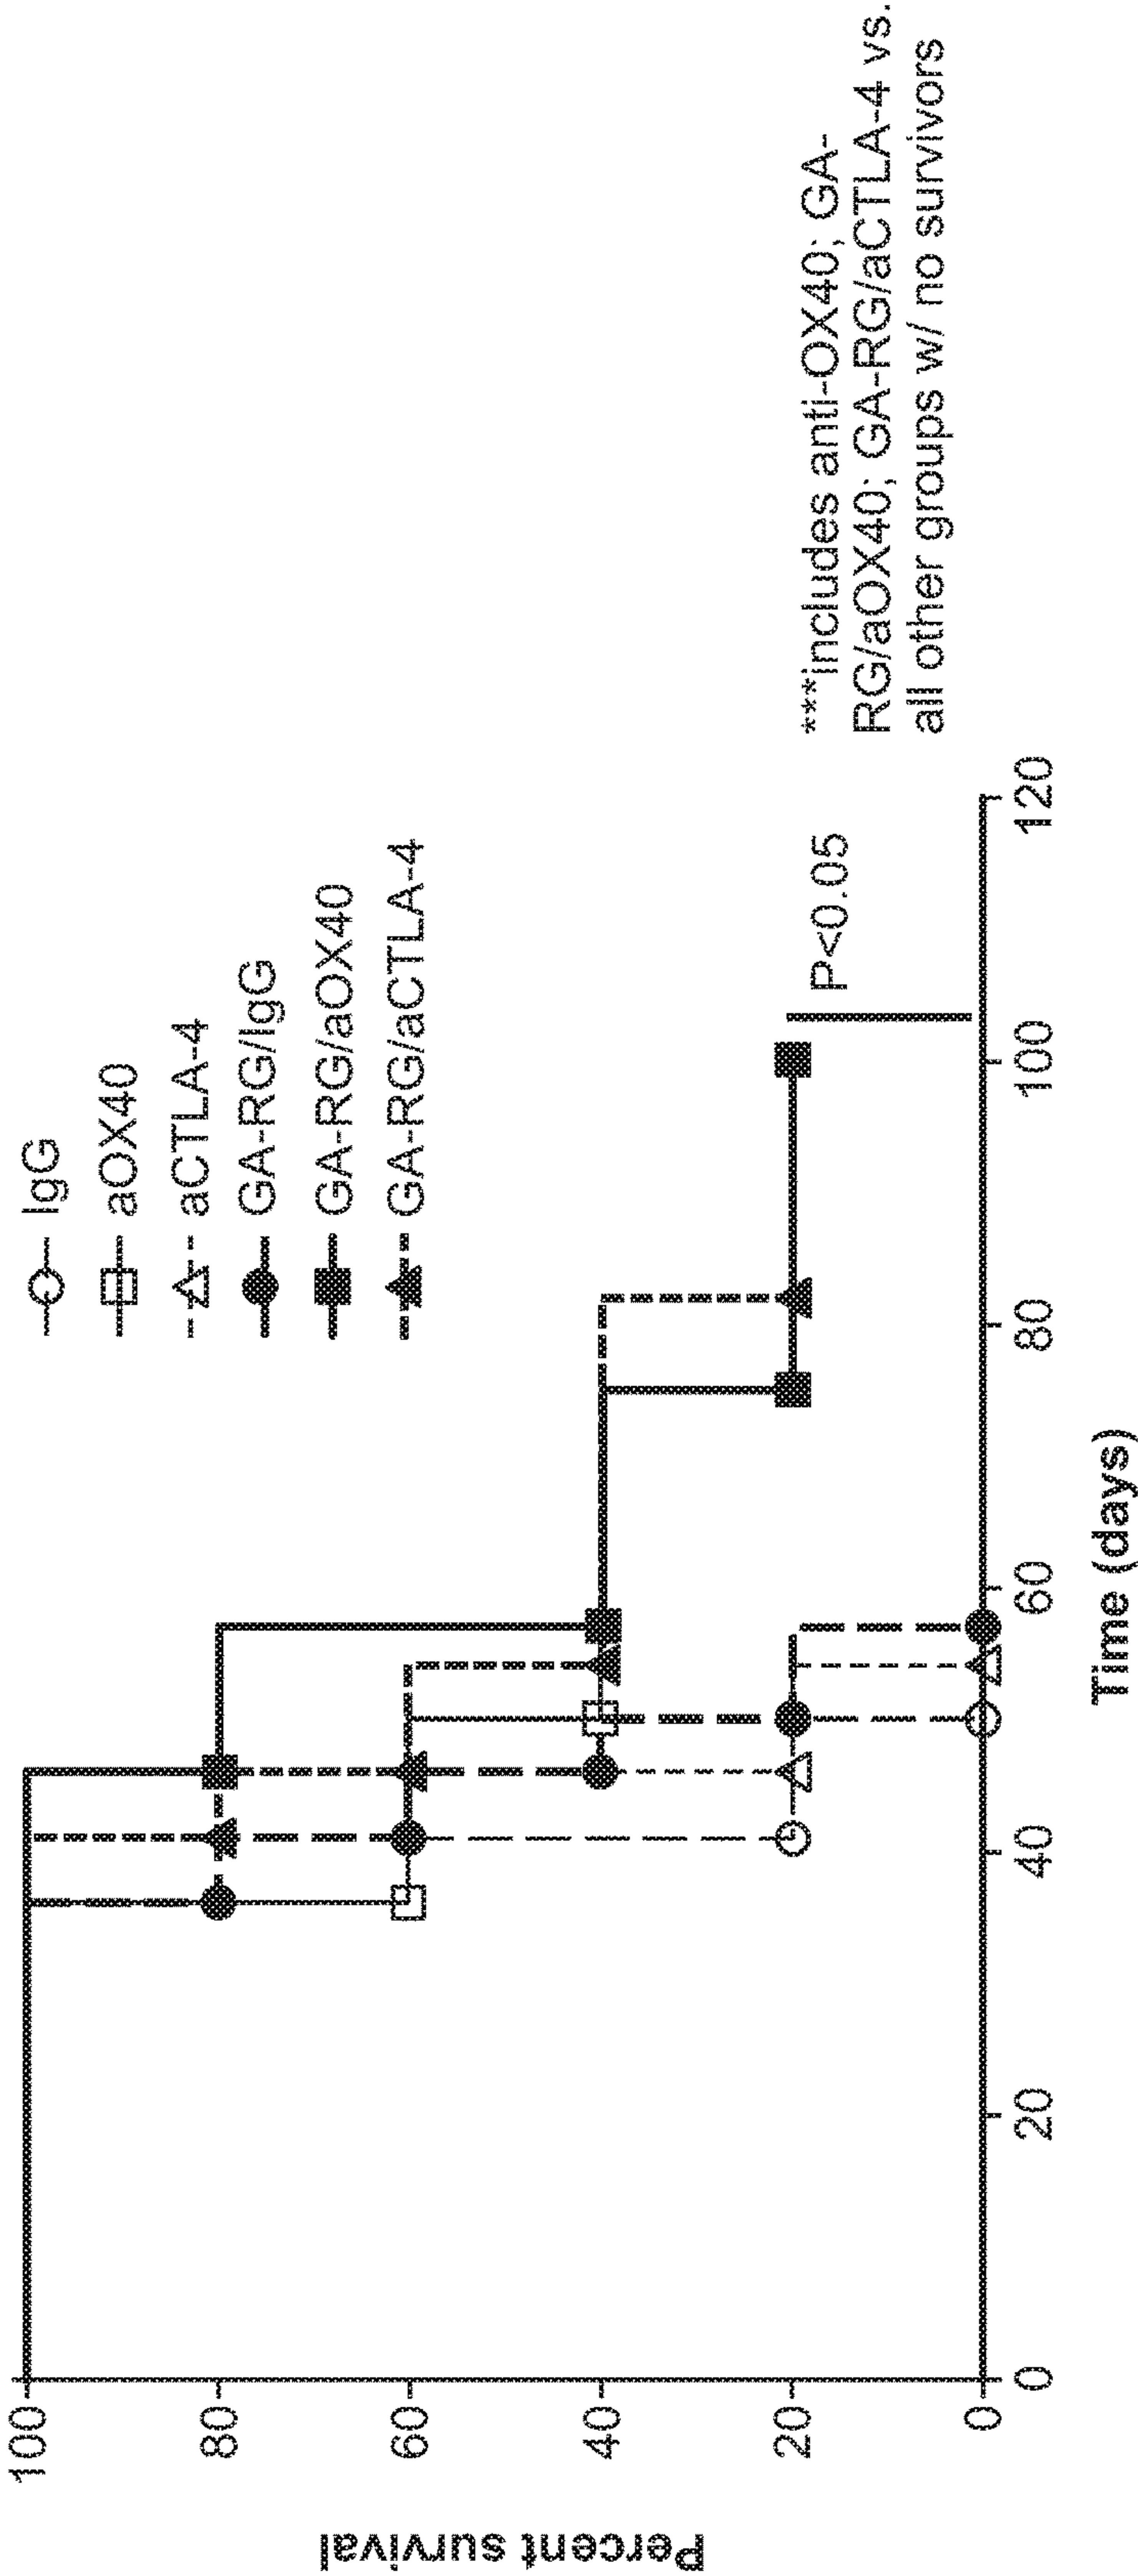 100
80
60
40
20
0
Percent survival
0
20
40
60
80
100
120
Time (days)
IgG
aOX40
aCTLA-4
GA-RG/IgG
GA-RG/aOX40
GA-RG/aCTLA-4
P<0.05
***includes anti-OX40; GA-
RG/aOX40; GA-RG/aCTLA-4 vs.
all other groups w/ no survivors